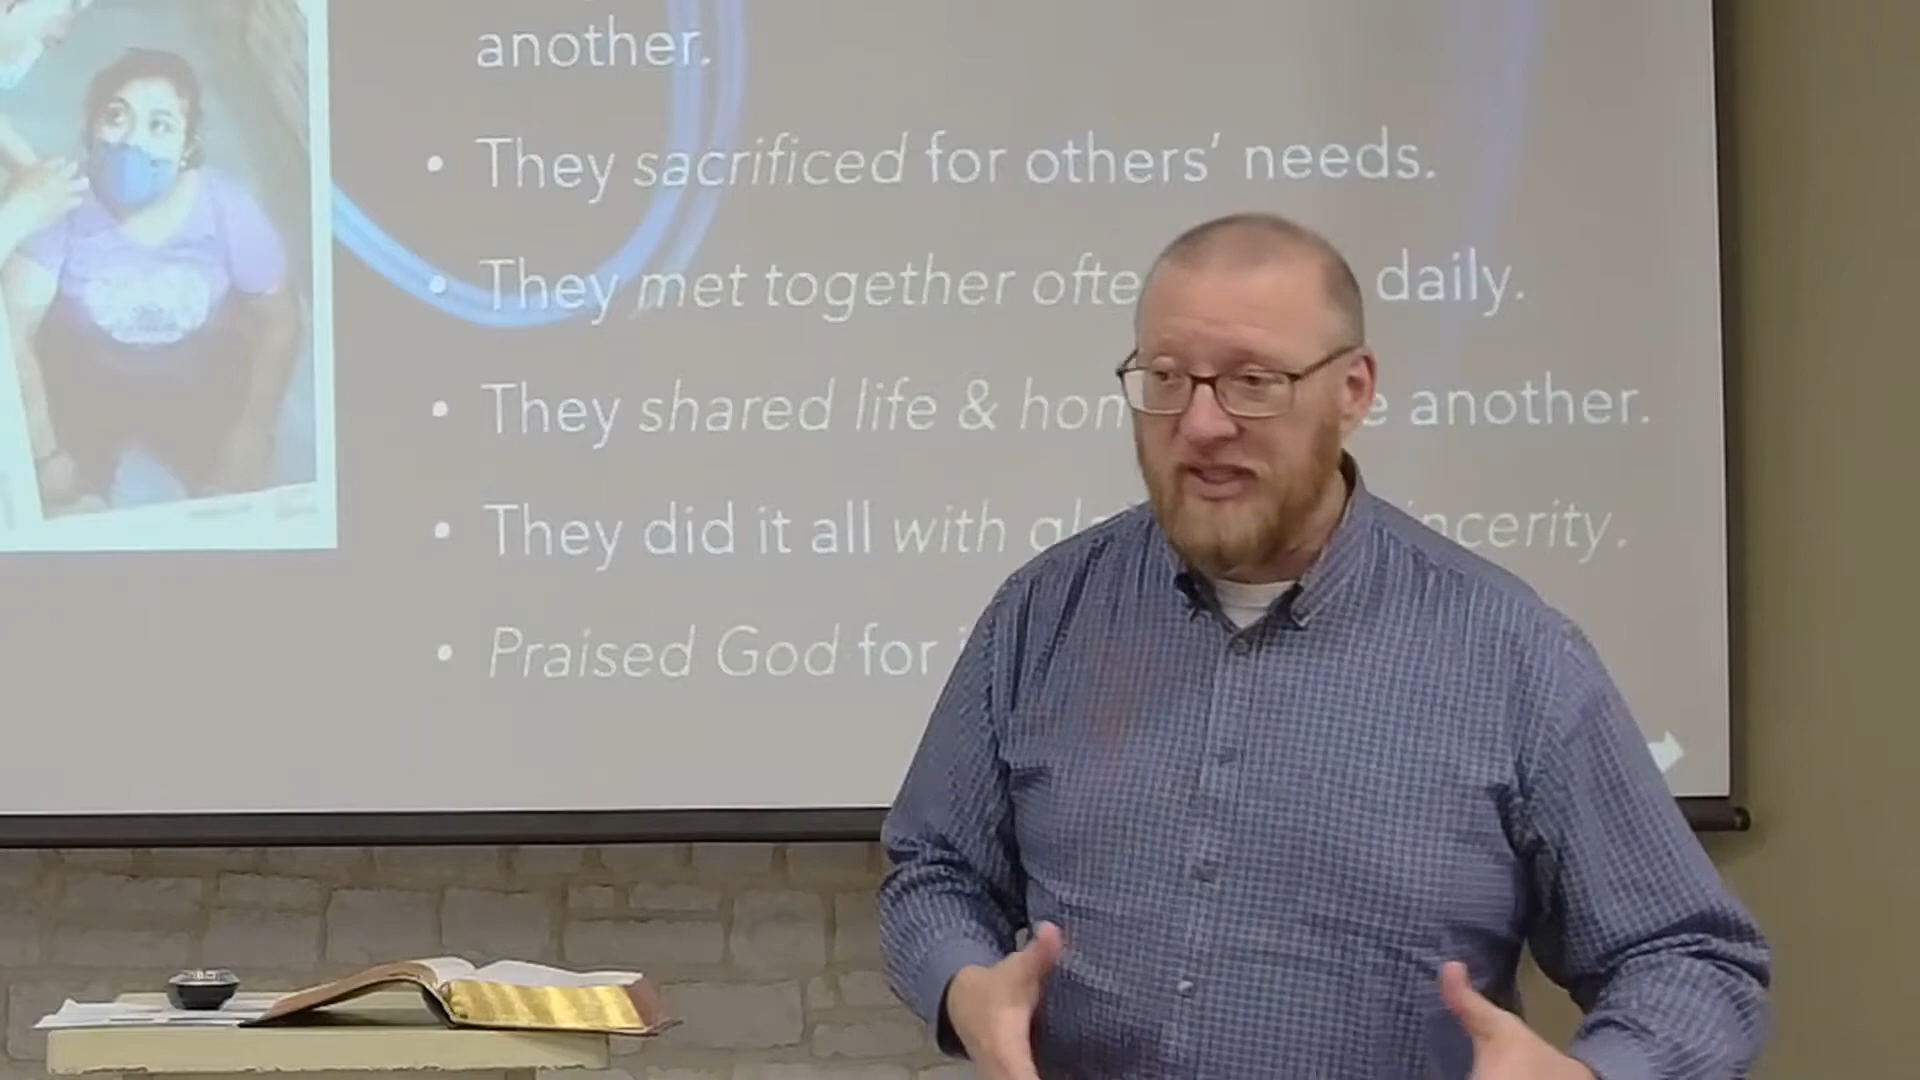 another.
• They sacrificed for others’ needs.
• They met together ofte daily.
• They shared life & hom e another.
• They did it all with gl incerity.
• Praised God for